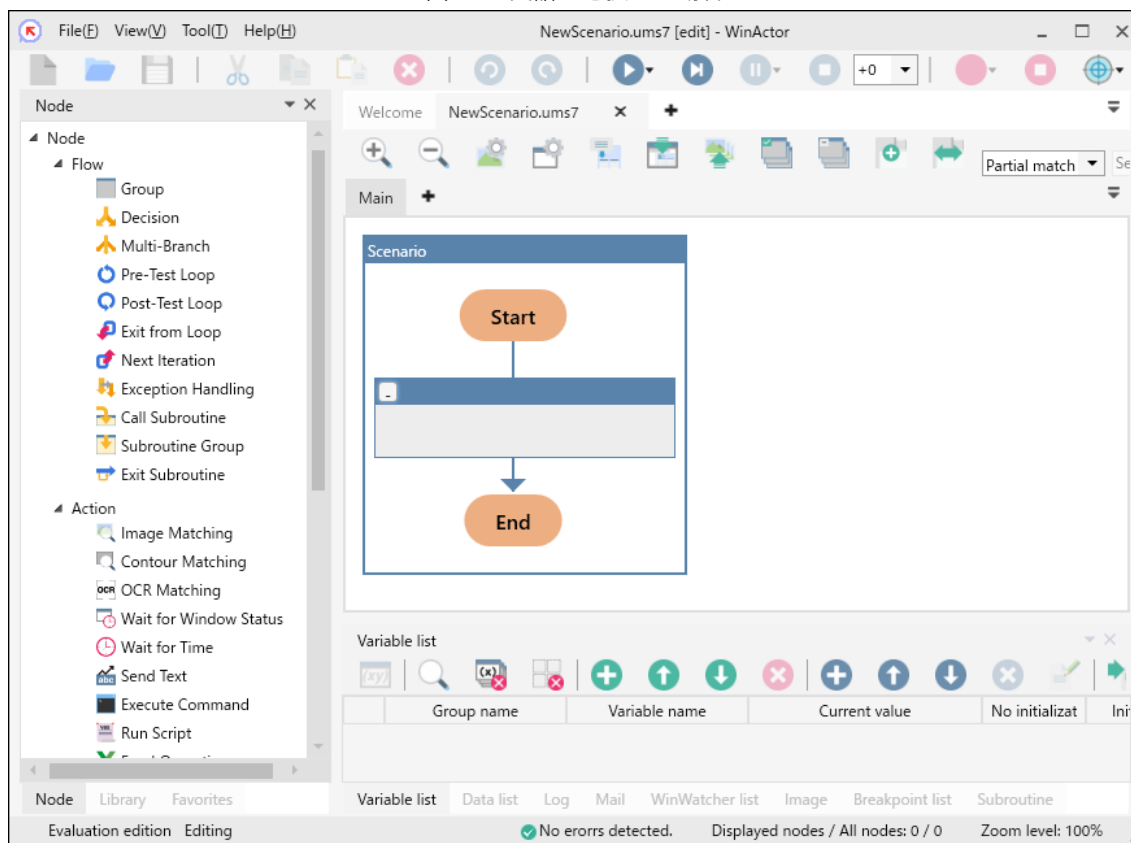 File(F) View(V) Tool(T) Help(H) NewScenario.ums7 [edit] - WinActor
+0
Node
Welcome NewScenario.ums7
Node
Flow
Group
Decision
Multi-Branch
Pre-Test Loop
Post-Test Loop
Exit from Loop
Next Iteration
Exception Handling
Call Subroutine
Subroutine Group
Exit Subroutine
Action
Image Matching
Contour Matching
OCR OCR Matching
Wait for Window Status
Wait for Time
abc Send Text
Execute Command
Run Script
Node Library Favorites
Partial match Se
Main
Scenario
Start
End
Variable list
(xy) (x)
Group name Variable name Current value No initializat Ini
Variable list Data list Log Mail WinWatcher list Image Breakpoint list Subroutine
Evaluation edition Editing No erorrs detected. Displayed nodes / All nodes: 0 / 0 Zoom level: 100%